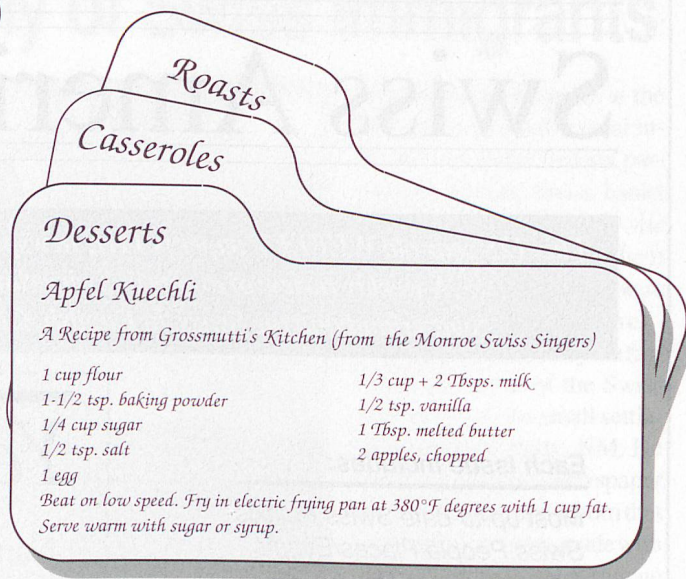 Roasts
Casseroles
Desserts
Apfel Kuechli
A Recipe from Grossmutti's Kitchen (from the Monroe Swiss Singers)
1 cup flour
1-1/2 tsp. baking powder
1/4 cup sugar
1/2 tsp. salt
1 egg
1/3 cup + 2 Tbsps. milk
1/2 tsp. vanilla
1 Tbsp. melted butter
2 apples, chopped
Beat on low speed. Fry in electric frying pan at 380°F degrees with 1 cup fat.
Serve warm with sugar or syrup.